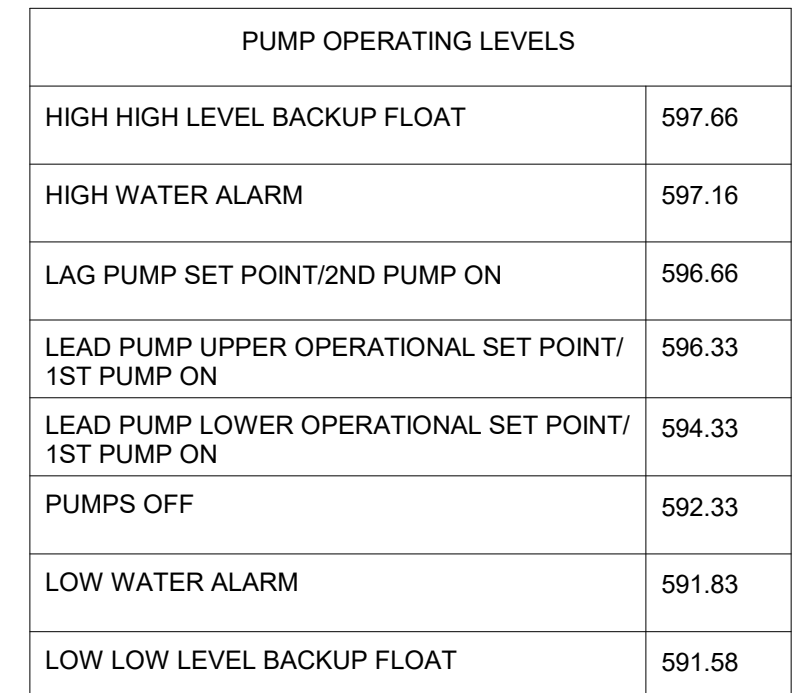 PUMP OPERATING LEVELS
HIGH HIGH LEVEL BACKUP FLOAT 597.66
HIGH WATER ALARM 597.16
LAG PUMP SET POINT/2ND PUMP ON 596.66
LEAD PUMP UPPER OPERATIONAL SET POINT/ 596.33
1ST PUMP ON
LEAD PUMP LOWER OPERATIONAL SET POINT/ 594.33
1ST PUMP ON
PUMPS OFF 592.33
LOW WATER ALARM 591.83
LOW LOW LEVEL BACKUP FLOAT 591.58